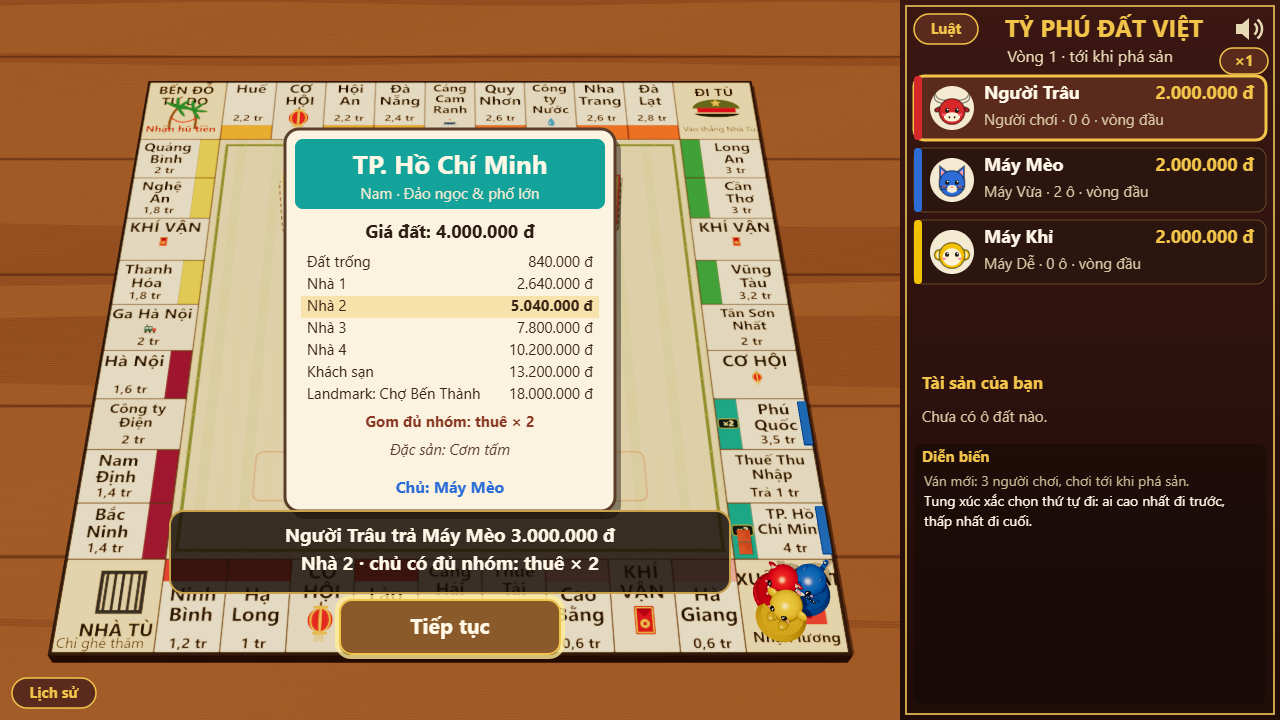 BẾN ĐỖ
TỰ DO
Nhận hũ tiền
Huế
2,2 tr
CƠ
HỘI
Hội
An
2,2 tr
Đà
Nẵng
2,4 tr
Cảng
Cam
Ranh
Quy
Nhơn
2,6 tr
Công
ty
Nước
Nha
Trang
2,6 tr
Đà
Lạt
2,8 tr
ĐI TÙ
Vào thẳng Nhà Tù
Quảng
Bình
2 tr
Nghệ
An
1,8 tr
KHÍ VẬN
Thanh
Hóa
1,8 tr
Ga Hà Nội
2 tr
Hà Nội
1,6 tr
Công ty
Điện
2 tr
Nam
Định
1,4 tr
Bắc
Ninh
1,4 tr
Long
An
3 tr
Cần
Thơ
3 tr
KHÍ VẬN
Vũng
Tàu
3,2 tr
Tân Sơn
Nhất
2 tr
CƠ HỘI
×2
Phú
Quốc
3,5 tr
Thuế Thu
Nhập
Trả 1 tr
TP. Hồ
Chí Min
4 tr
TP. Hồ Chí Minh
Nam · Đảo ngọc & phố lớn
Giá đất: 4.000.000 đ
Đất trống 840.000 đ
Nhà 1 2.640.000 đ
Nhà 2 5.040.000 đ
Nhà 3 7.800.000 đ
Nhà 4 10.200.000 đ
Khách sạn 13.200.000 đ
Landmark: Chợ Bến Thành 18.000.000 đ
Gom đủ nhóm: thuê × 2
Đặc sản: Cơm tấm
Chủ: Máy Mèo
Người Trâu trả Máy Mèo 3.000.000 đ
Nhà 2 · chủ có đủ nhóm: thuê × 2
Tiếp tục
NHÀ TÙ
Chỉ ghé thăm
Ninh
Bình
1,2 tr
Hạ
Long
1 tr
CƠ
HỘI
Cao
Bằng
0,6 tr
KHÍ
VẬN
Hà
Giang
0,6 tr
Lịch sử
Luật
TỶ PHÚ ĐẤT VIỆT
Vòng 1 · tới khi phá sản
×1
Người Trâu 2.000.000 đ
Người chơi · 0 ô · vòng đầu
Máy Mèo 2.000.000 đ
Máy Vừa · 2 ô · vòng đầu
Máy Khỉ 2.000.000 đ
Máy Dễ · 0 ô · vòng đầu
Tài sản của bạn
Chưa có ô đất nào.
Diễn biến
Ván mới: 3 người chơi, chơi tới khi phá sản.
Tung xúc xắc chọn thứ tự đi: ai cao nhất đi trước,
thấp nhất đi cuối.